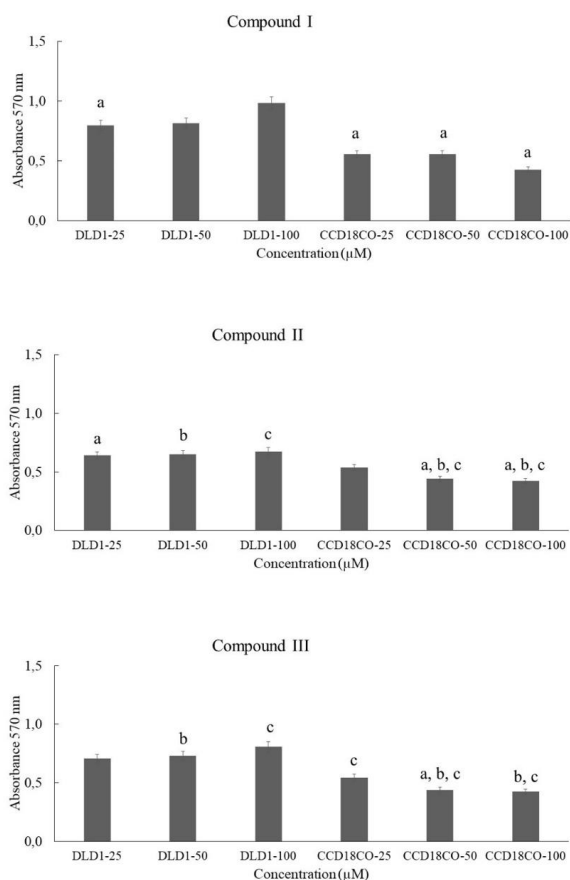 Compound I
Absorbance 570 nm
1,5
1,0
0,5
0,0
a
a
a
a
DLD1-25 DLD1-50 DLD1-100 CCD18CO-25 CCD18CO-50 CCD18CO-100
Concentration (µM)
Compound II
Absorbance 570 nm
1,5
1,0
0,5
0,0
a b c a, b, c a, b, c
DLD1-25 DLD1-50 DLD1-100 CCD18CO-25 CCD18CO-50 CCD18CO-100
Concentration (µM)
Compound III
Absorbance 570 nm
1,5
1,0
0,5
0,0
b c c a, b, c b, c
DLD1-25 DLD1-50 DLD1-100 CCD18CO-25 CCD18CO-50 CCD18CO-100
Concentration (µM)